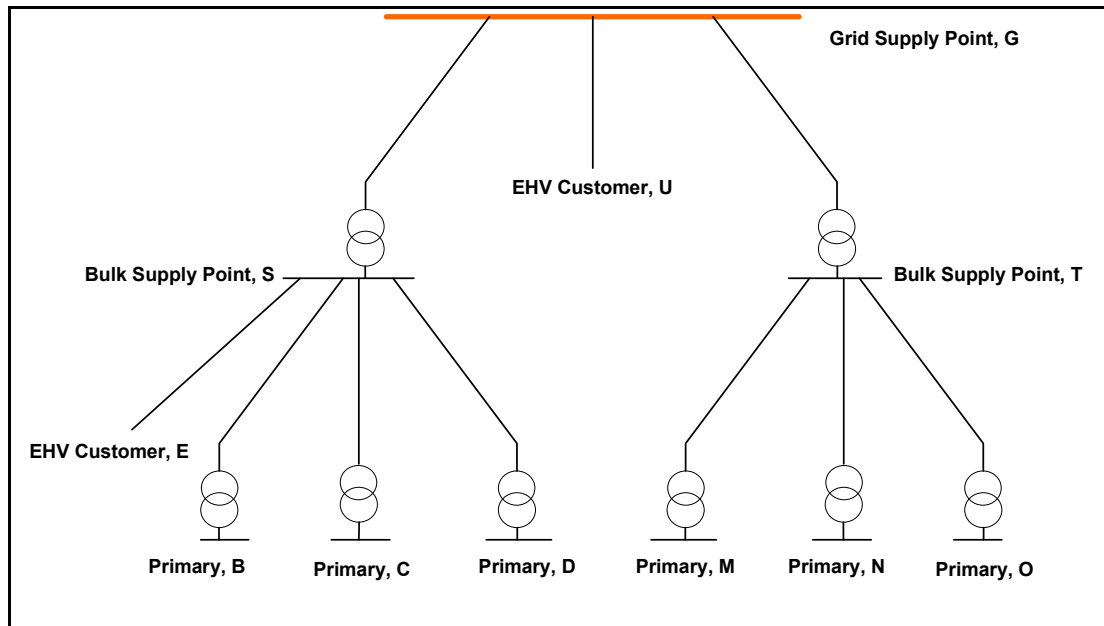 Grid Supply Point, G
EHV Customer, U
Bulk Supply Point, S
Bulk Supply Point, T
EHV Customer, E
Primary, B
Primary, C
Primary, D
Primary, M
Primary, N
Primary, O